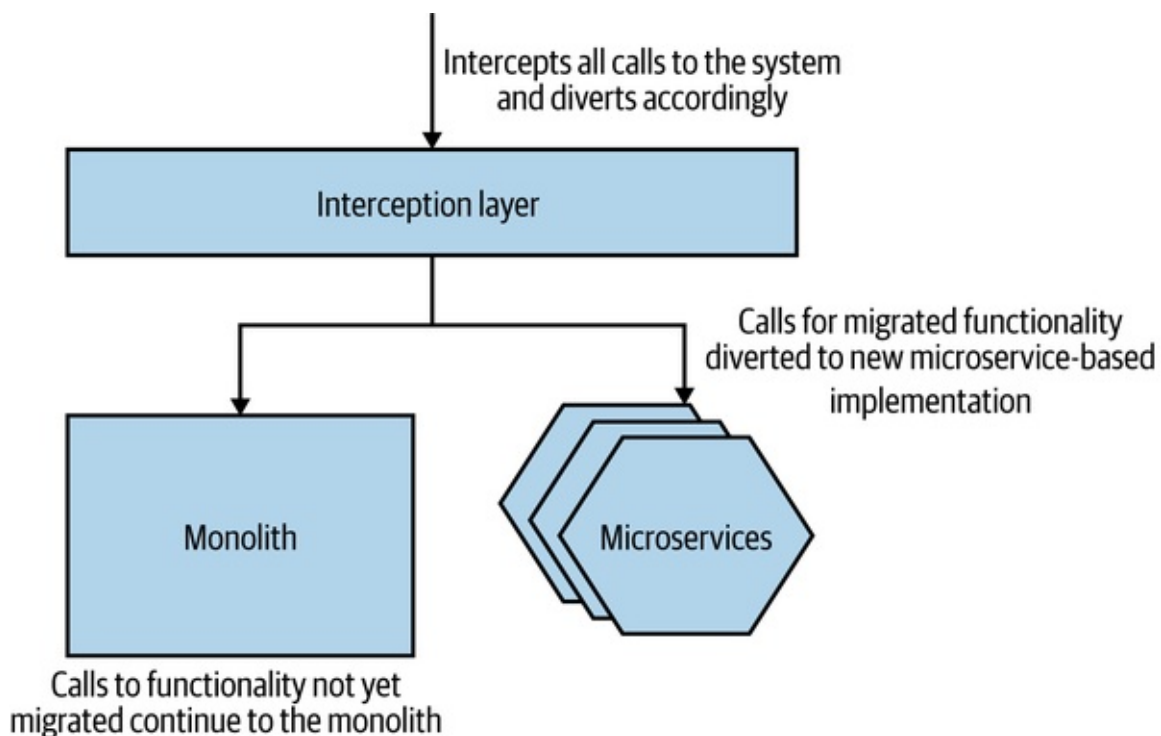 Intercepts all calls to the system
and diverts accordingly
Interception layer
Calls for migrated functionality
diverted to new microservice-based
implementation
Monolith
Microservices
Calls to functionality not yet
migrated continue to the monolith